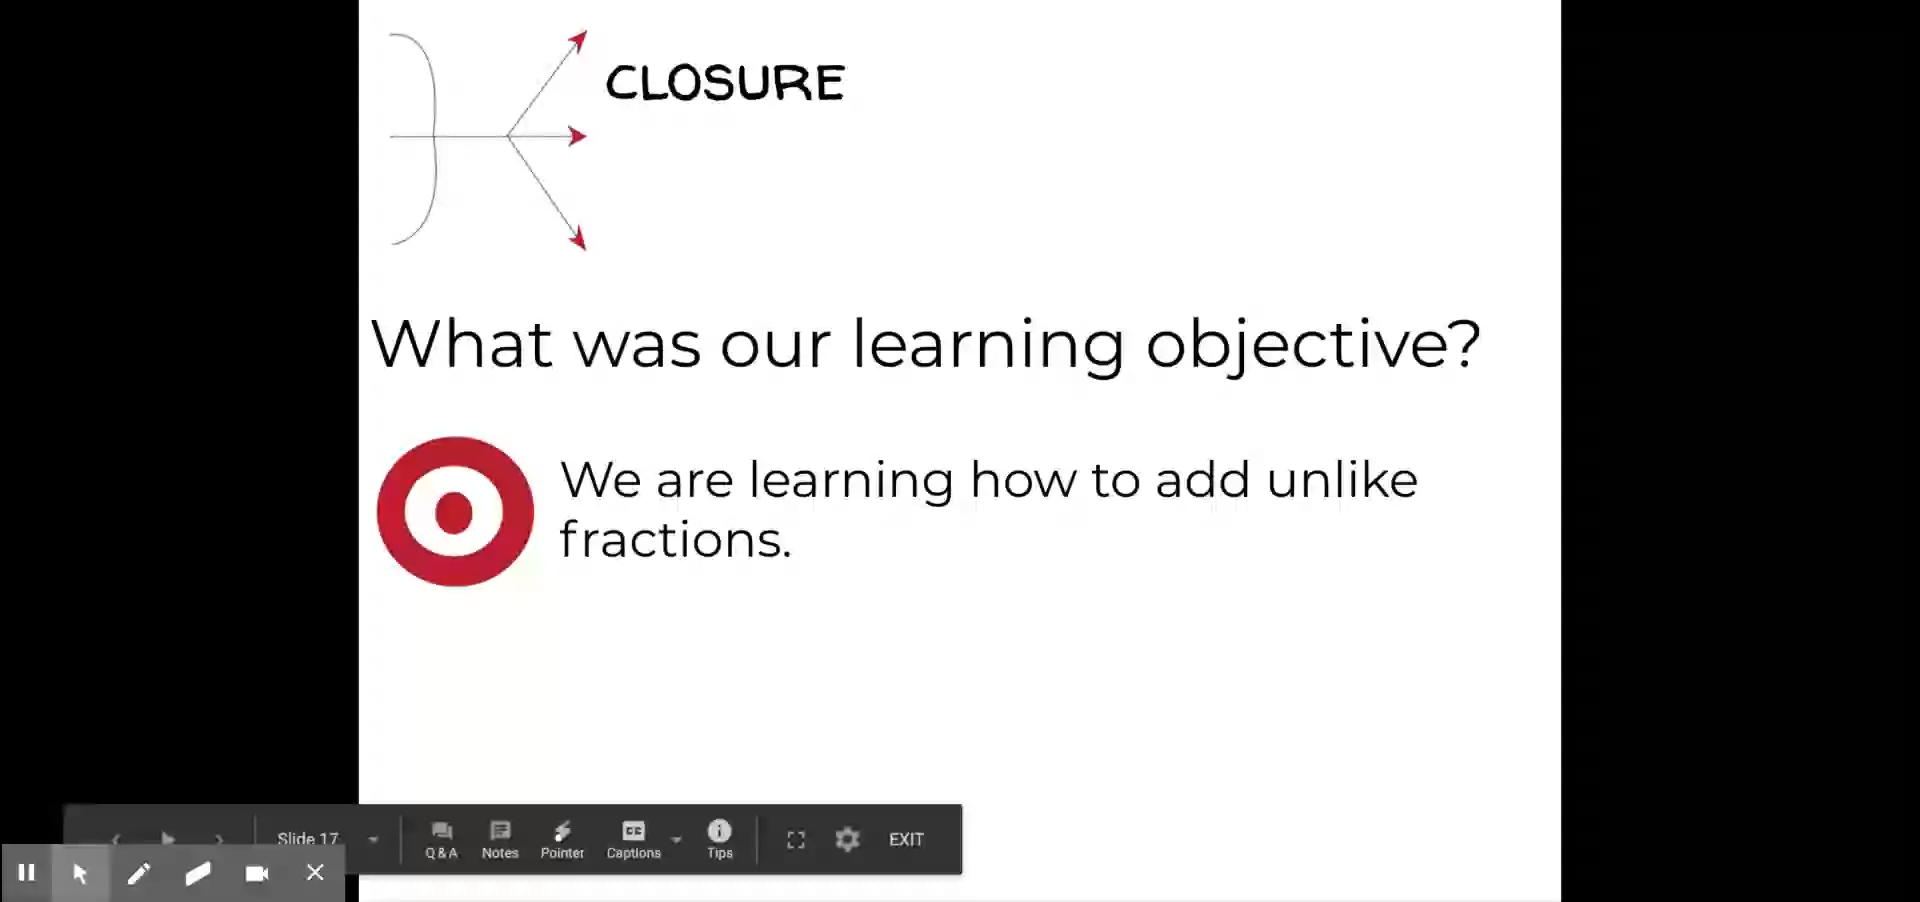 CLOSURE
What was our learning objective?
We are learning how to add unlike
fractions.
Slide 17
Q&A
Notes
Pointer
CC
Captions
Tips
EXIT